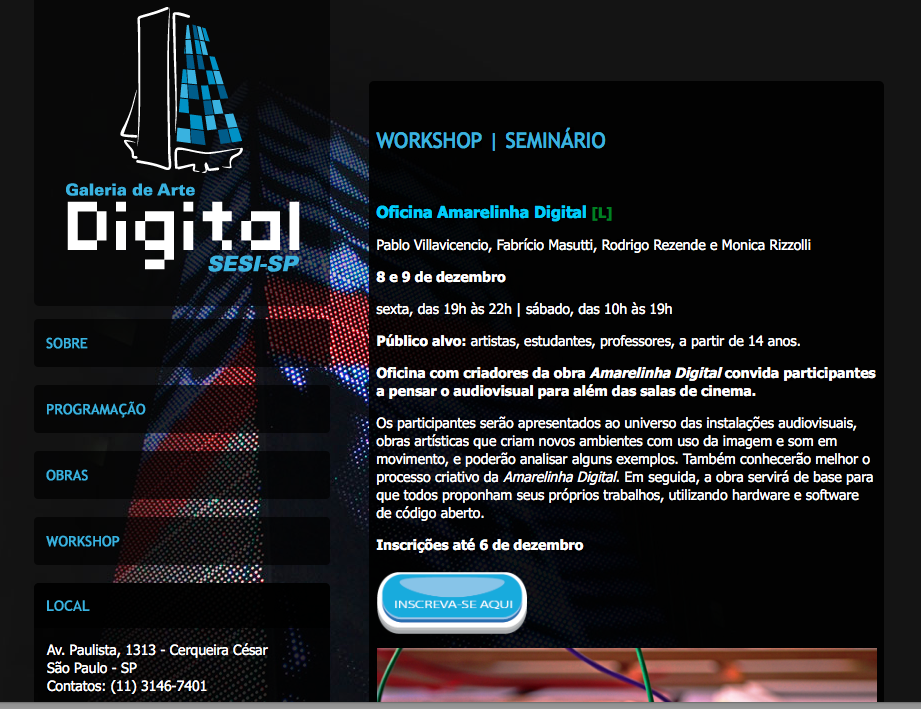 Galeria de Arte
Digital
SESI-SP
SOBRE
PROGRAMAÇÃO
OBRAS
WORKSHOP
LOCAL
Av. Paulista, 1313 - Cerqueira César
São Paulo - SP
Contatos: (11) 3146-7401
WORKSHOP | SEMINÁRIO
Oficina Amarelinha Digital [L]
Pablo Villavicencio, Fabrício Masutti, Rodrigo Rezende e Monica Rizzolli
8 e 9 de dezembro
sexta, das 19h às 22h | sábado, das 10h às 19h
Público alvo: artistas, estudantes, professores, a partir de 14 anos.
Oficina com criadores da obra Amarelinha Digital convida participantes
a pensar o audiovisual para além das salas de cinema.
Os participantes serão apresentados ao universo das instalações audiovisuais,
obras artísticas que criam novos ambientes com uso da imagem e som em
movimento, e poderão analisar alguns exemplos. Também conhecerão melhor o
processo criativo da Amarelinha Digital. Em seguida, a obra servirá de base para
que todos proponham seus próprios trabalhos, utilizando hardware e software
de código aberto.
Inscrições até 6 de dezembro
INSCREVA-SE AQUI